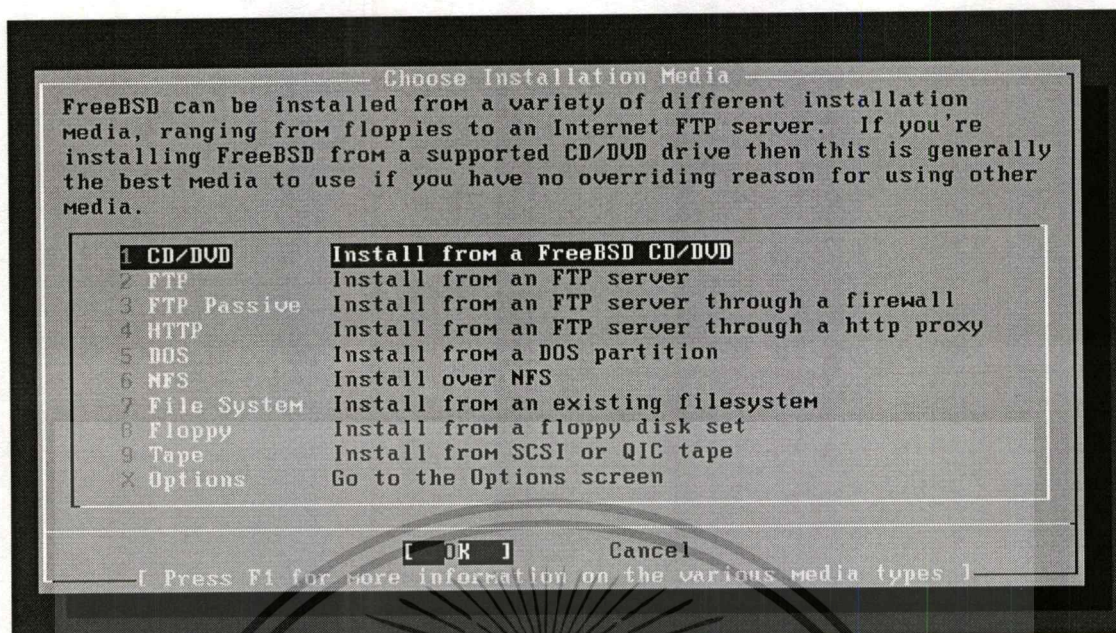 Choose Installation Media
FreeBSD can be installed from a variety of different installation
media, ranging from floppies to an Internet FTP server.  If you're
installing FreeBSD from a supported CD/DVD drive then this is generally
the best media to use if you have no overriding reason for using other
media.
1 CD/DVD Install from a FreeBSD CD/DVD
2 FTP Install from an FTP server
3 FTP Passive Install from an FTP server through a firewall
4 HTTP Install from an FTP server through a http proxy
5 DOS Install from a DOS partition
6 NFS Install over NFS
7 File System Install from an existing filesystem
8 Floppy Install from a floppy disk set
9 Tape Install from SCSI or QIC tape
X Options Go to the Options screen
[ OK ] Cancel
[ Press F1 for more information on the various media types ]